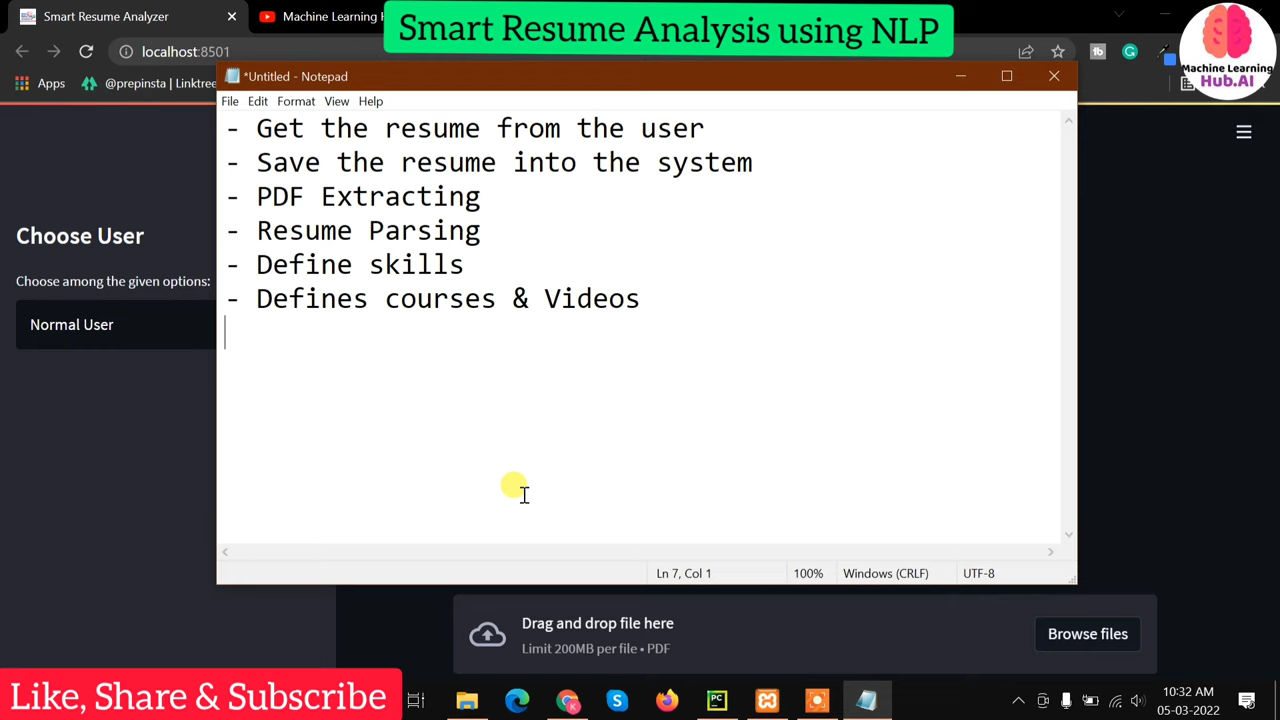 Smart Resume Analyzer
Machine Learning H
Smart Resume Analysis using NLP
localhost:8501
Apps
@prepinsta | Linktree
Machine Learning
Hub.AI
*Untitled - Notepad
File Edit Format View Help
- Get the resume from the user
- Save the resume into the system
- PDF Extracting
- Resume Parsing
- Define skills
- Defines courses & Videos
Choose User
Choose among the given options:
Normal User
Ln 7, Col 1
100%
Windows (CRLF)
UTF-8
Drag and drop file here
Limit 200MB per file • PDF
Browse files
Like, Share & Subscribe
10:32 AM
05-03-2022